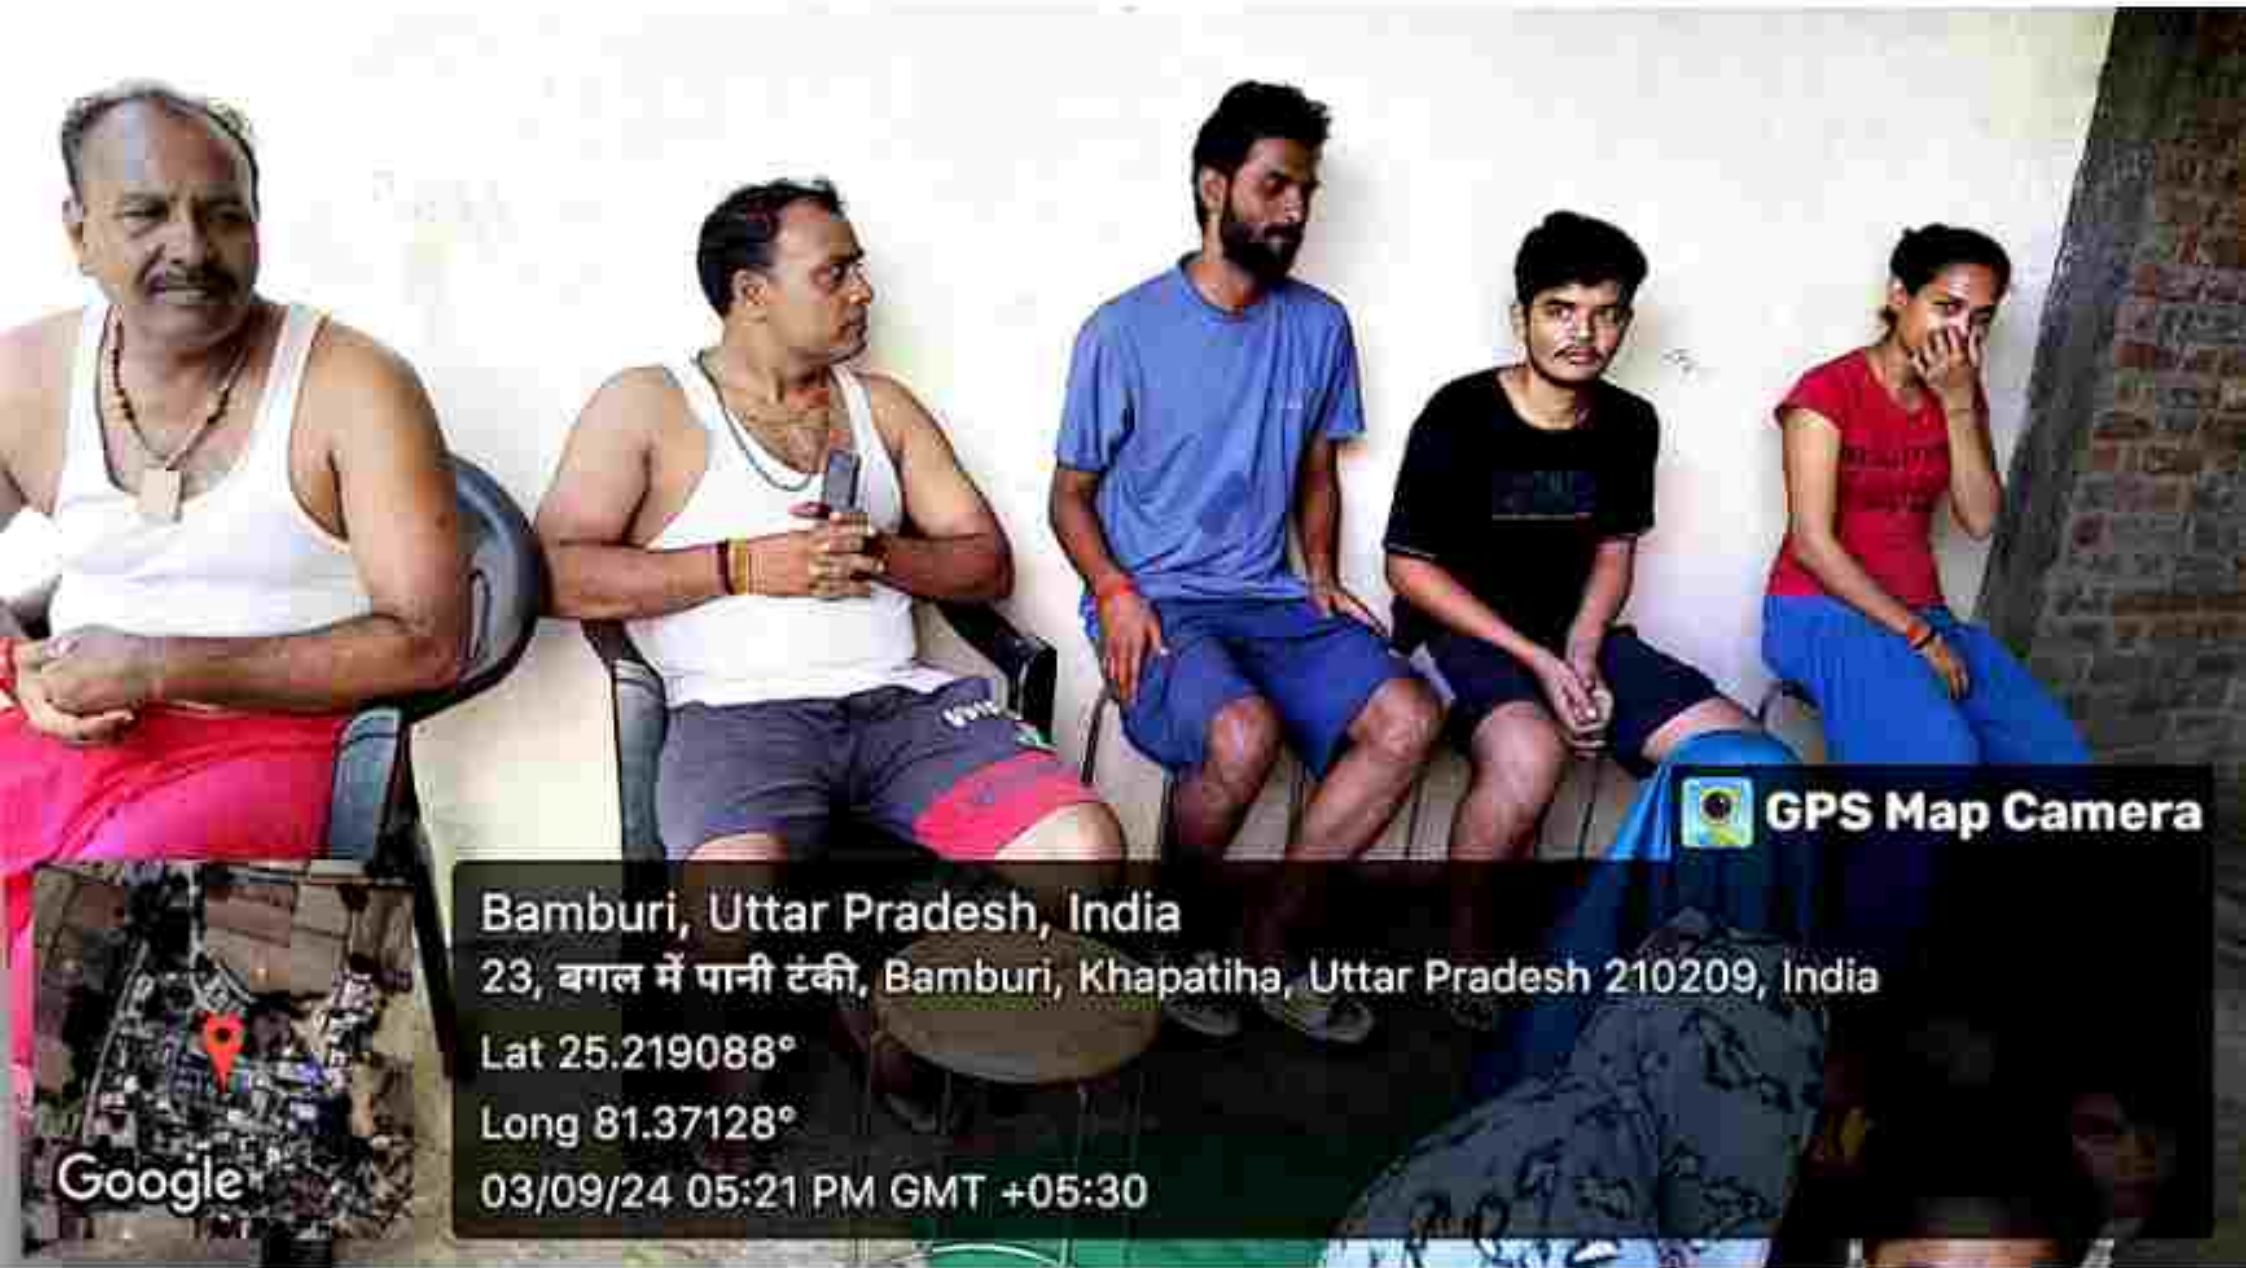 GPS Map Camera
Bamburi, Uttar Pradesh, India
23, बगल में पानी टंकी, Bamburi, Khapatiha, Uttar Pradesh 210209, India
Lat 25.219088°
Long 81.37128°
03/09/24 05:21 PM GMT +05:30
Google